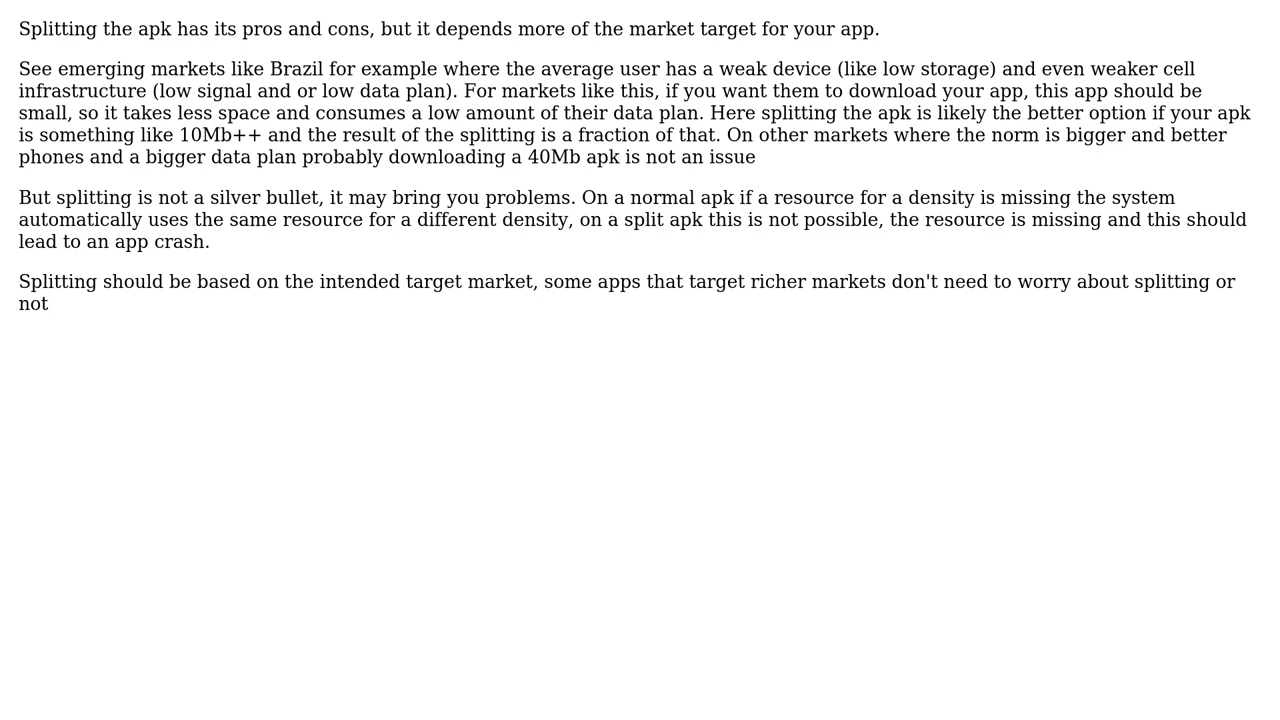 Splitting the apk has its pros and cons, but it depends more of the market target for your app.
See emerging markets like Brazil for example where the average user has a weak device (like low storage) and even weaker cell
infrastructure (low signal and or low data plan). For markets like this, if you want them to download your app, this app should be
small, so it takes less space and consumes a low amount of their data plan. Here splitting the apk is likely the better option if your apk
is something like 10Mb++ and the result of the splitting is a fraction of that. On other markets where the norm is bigger and better
phones and a bigger data plan probably downloading a 40Mb apk is not an issue
But splitting is not a silver bullet, it may bring you problems. On a normal apk if a resource for a density is missing the system
automatically uses the same resource for a different density, on a split apk this is not possible, the resource is missing and this should
lead to an app crash.
Splitting should be based on the intended target market, some apps that target richer markets don't need to worry about splitting or
not